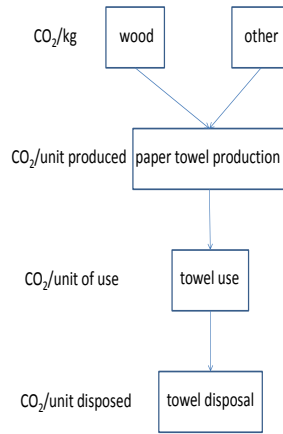 CO₂/kg wood other
CO₂/unit produced paper towel production
CO₂/unit of use towel use
CO₂/unit disposed towel disposal